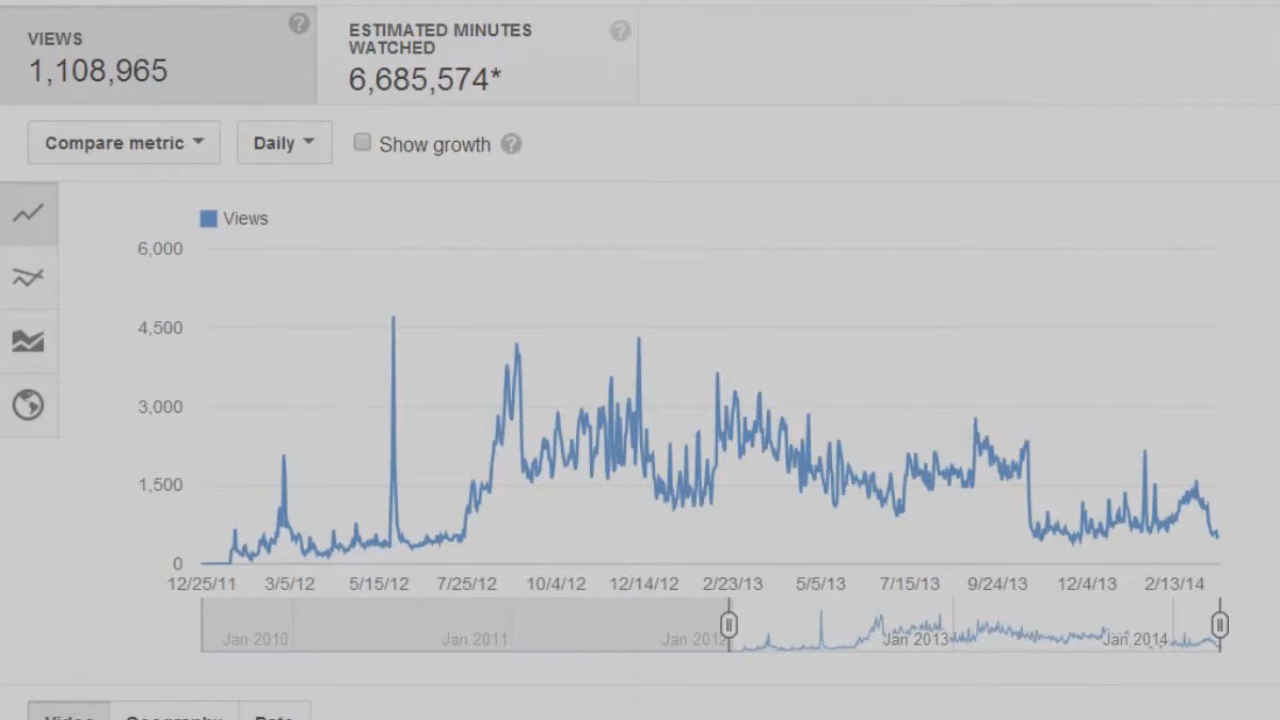 VIEWS
1,108,965
ESTIMATED MINUTES
WATCHED
6,685,574*
Compare metric
Daily
Show growth
Views
6,000
4,500
3,000
1,500
0
12/25/11 3/5/12 5/15/12 7/25/12 10/4/12 12/14/12 2/23/13 5/5/13 7/15/13 9/24/13 12/4/13 2/13/14
Jan 2010 Jan 2011 Jan 2012 Jan 2013 Jan 2014
Video Geography Date